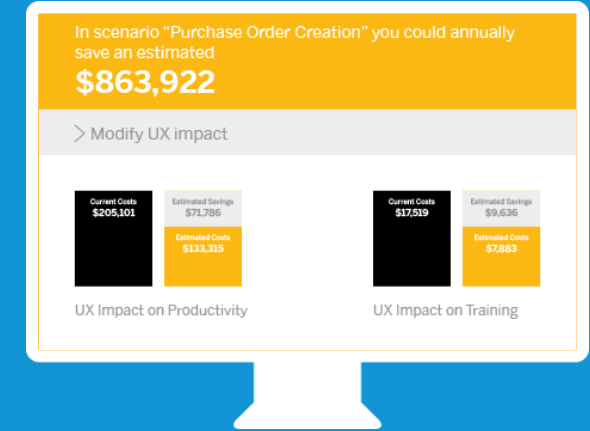 In scenario “Purchase Order Creation” you could annually
save an estimated
$863,922
Modify UX impact
Current Costs
$205,101
Estimated Savings
$71,786
Estimated Costs
$133,315
Current Costs
$17,519
Estimated Savings
$9,636
Estimated Costs
$7,883
UX Impact on Productivity
UX Impact on Training